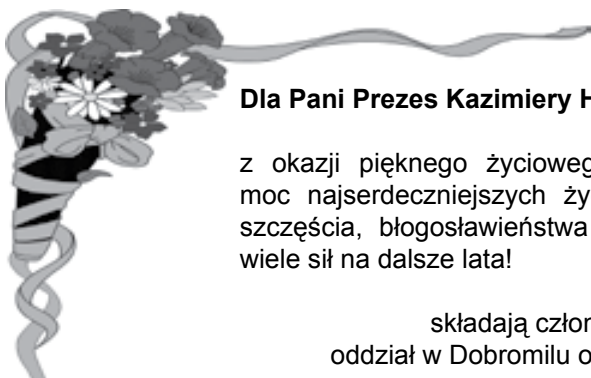 Dla Pani Prezes Kazimiery H
z okazji pięknego życioweg
moc najserdeczniejszych ży
szczęścia, błogosławieństwa
wiele sił na dalsze lata!
składają człon
oddział w Dobromilu o